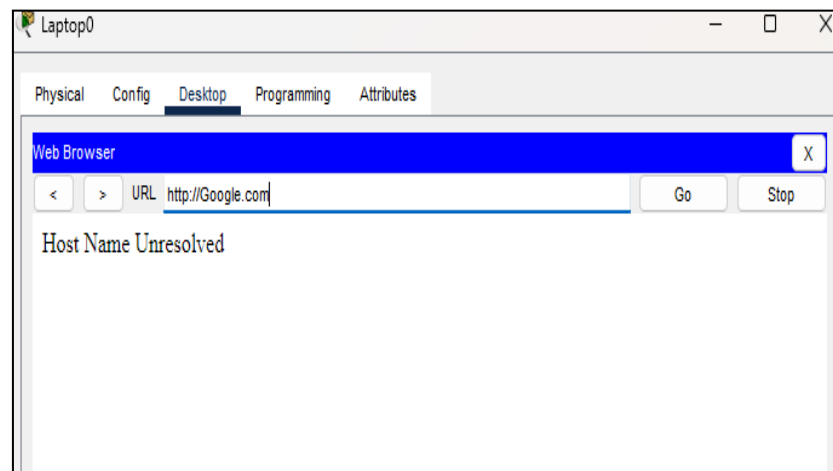 Laptop0
Physical Config Desktop Programming Attributes
Web Browser X
< > URL http://Google.com Go Stop
Host Name Unresolved